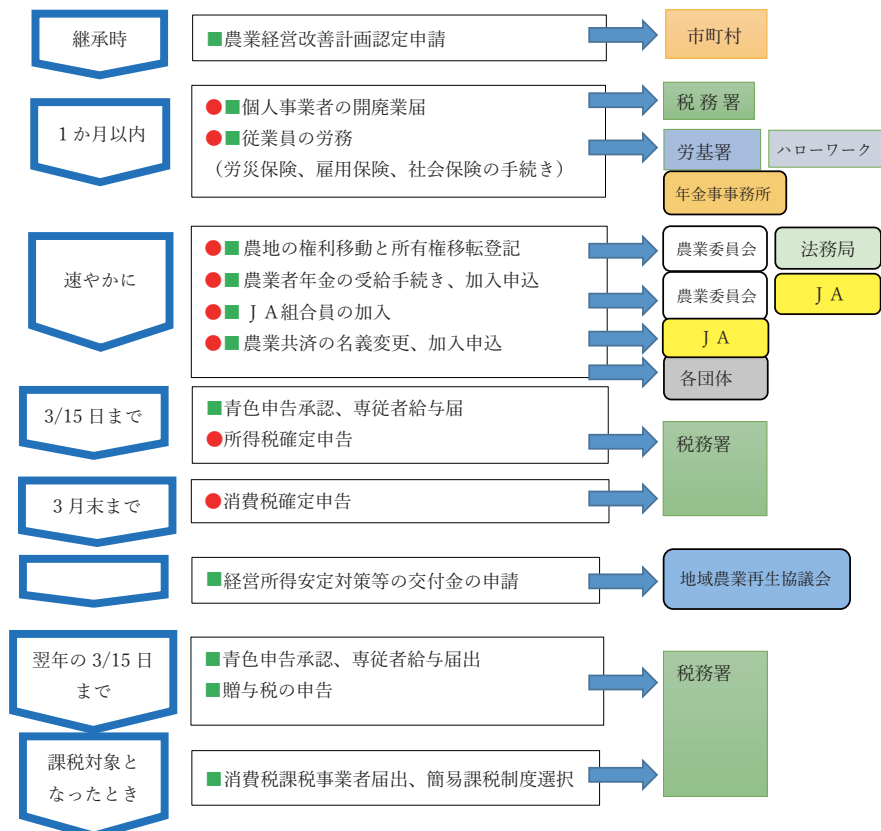 継承時
■農業経営改善計画認定申請
市町村
1か月以内
●■個人事業者の開廃業届
●■従業員の労務
（労災保険、雇用保険、社会保険の手続き）
税務署
労基署
ハローワーク
年金事事務所
速やかに
●■農地の権利移動と所有権移転登記
●■農業者年金の受給手続き、加入申込
●■ＪＡ組合員の加入
●■農業共済の名義変更、加入申込
農業委員会
法務局
農業委員会
ＪＡ
ＪＡ
各団体
3/15日まで
■青色申告承認、専従者給与届
●所得税確定申告
税務署
3月末まで
●消費税確定申告
■経営所得安定対策等の交付金の申請
地域農業再生協議会
翌年の3/15日
まで
■青色申告承認、専従者給与届出
■贈与税の申告
税務署
課税対象と
なったとき
■消費税課税事業者届出、簡易課税制度選択